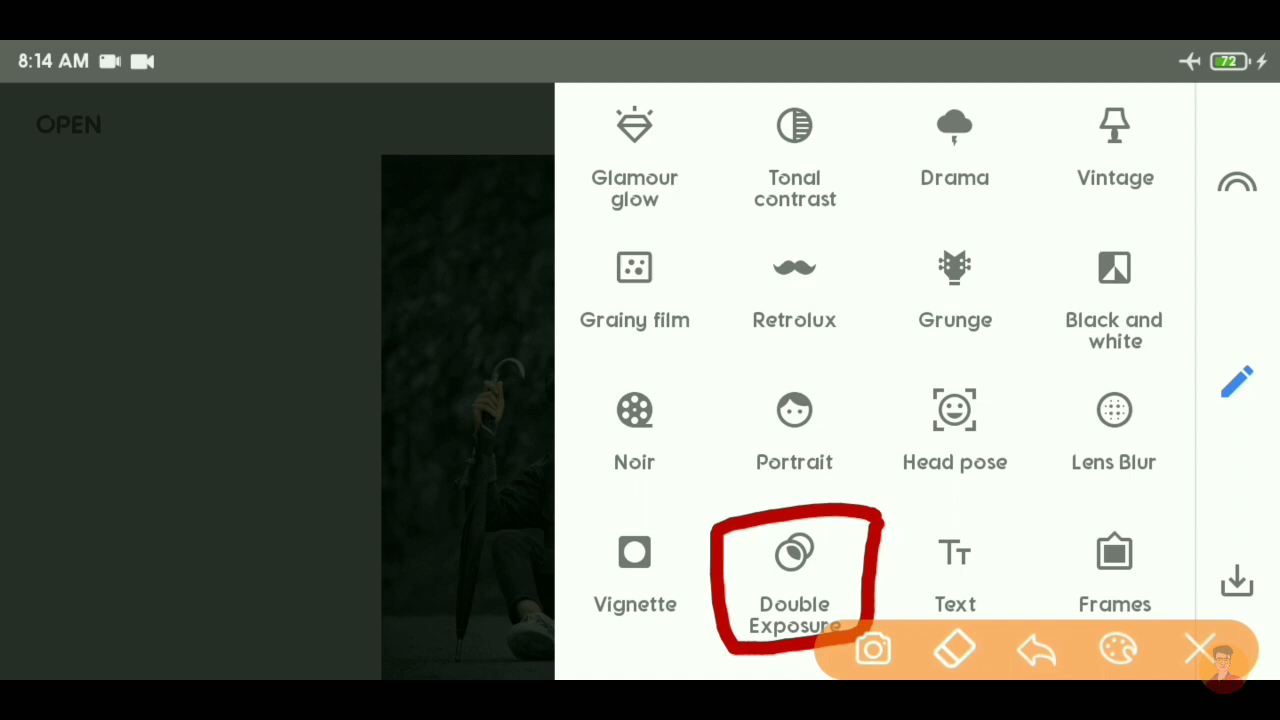 8:14 AM
72
OPEN
Glamour
glow
Tonal
contrast
Drama
Vintage
Grainy film
Retrolux
Grunge
Black and
white
Noir
Portrait
Head pose
Lens Blur
Vignette
Double
Exposure
Text
Frames